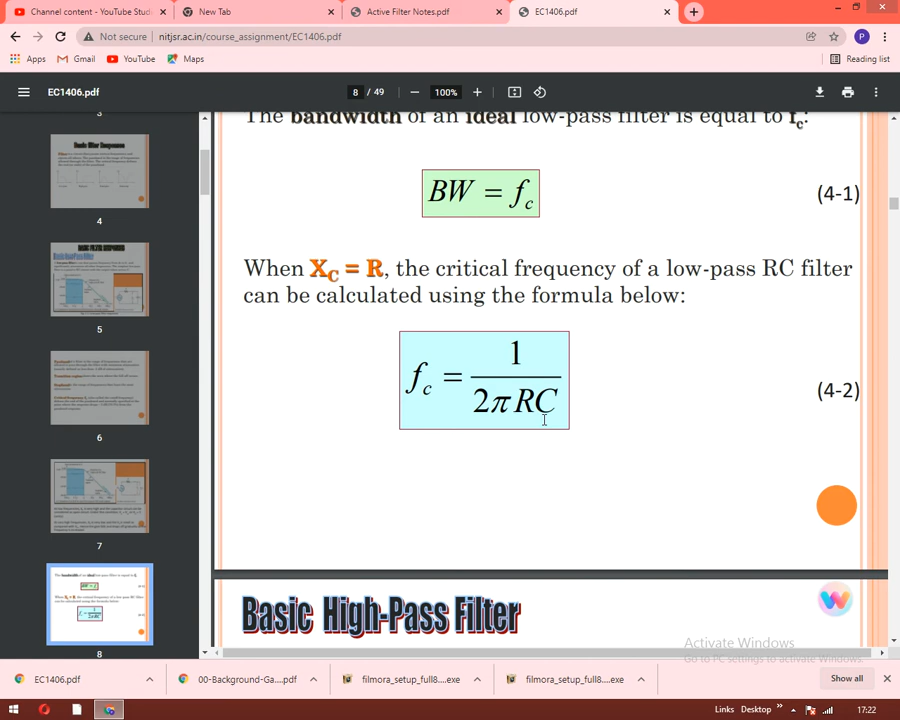 Channel content - YouTube Stud
New Tab
Active Filter Notes.pdf
EC1406.pdf
Not secure | nitjsr.ac.in/course_assignment/EC1406.pdf
P
Apps Gmail YouTube Maps Reading list
EC1406.pdf
8 / 49
100%
3
4
5
6
7
8
The bandwidth of an ideal low-pass filter is equal to fc:
BW = fc
(4-1)
When XC = R, the critical frequency of a low-pass RC filter
can be calculated using the formula below:
fc = 1 / 2πRC
(4-2)
Basic High-Pass Filter
Activate Windows
Go to PC settings to activate Windows.
EC1406.pdf
00-Background-Ga....pdf
filmora_setup_full8....exe
filmora_setup_full8....exe
Show all
Links Desktop » 17:22